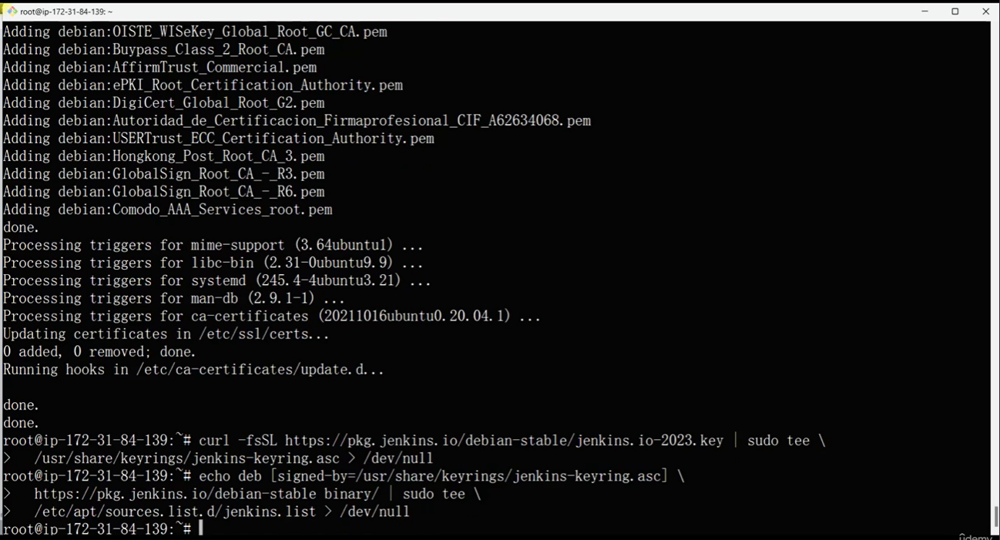 root@ip-172-31-84-139: ~
Adding debian:OISTE_WISeKey_Global_Root_GC_CA.pem
Adding debian:Buypass_Class_2_Root_CA.pem
Adding debian:AffirmTrust_Commercial.pem
Adding debian:ePKI_Root_Certification_Authority.pem
Adding debian:DigiCert_Global_Root_G2.pem
Adding debian:Autoridad_de_Certificacion_Firmaprofesional_CIF_A62634068.pem
Adding debian:USERTrust_ECC_Certification_Authority.pem
Adding debian:Hongkong_Post_Root_CA_3.pem
Adding debian:GlobalSign_Root_CA_-_R3.pem
Adding debian:GlobalSign_Root_CA_-_R6.pem
Adding debian:Comodo_AAA_Services_root.pem
done.
Processing triggers for mime-support (3.64ubuntu1) ...
Processing triggers for libc-bin (2.31-0ubuntu9.9) ...
Processing triggers for systemd (245.4-4ubuntu3.21) ...
Processing triggers for man-db (2.9.1-1) ...
Processing triggers for ca-certificates (20211016ubuntu0.20.04.1) ...
Updating certificates in /etc/ssl/certs...
0 added, 0 removed; done.
Running hooks in /etc/ca-certificates/update.d...
done.
done.
root@ip-172-31-84-139:~# curl -fsSL https://pkg.jenkins.io/debian-stable/jenkins.io-2023.key | sudo tee \
>   /usr/share/keyrings/jenkins-keyring.asc > /dev/null
root@ip-172-31-84-139:~# echo deb [signed-by=/usr/share/keyrings/jenkins-keyring.asc] \
>   https://pkg.jenkins.io/debian-stable binary/ | sudo tee \
>   /etc/apt/sources.list.d/jenkins.list > /dev/null
root@ip-172-31-84-139:~#
ûdemy